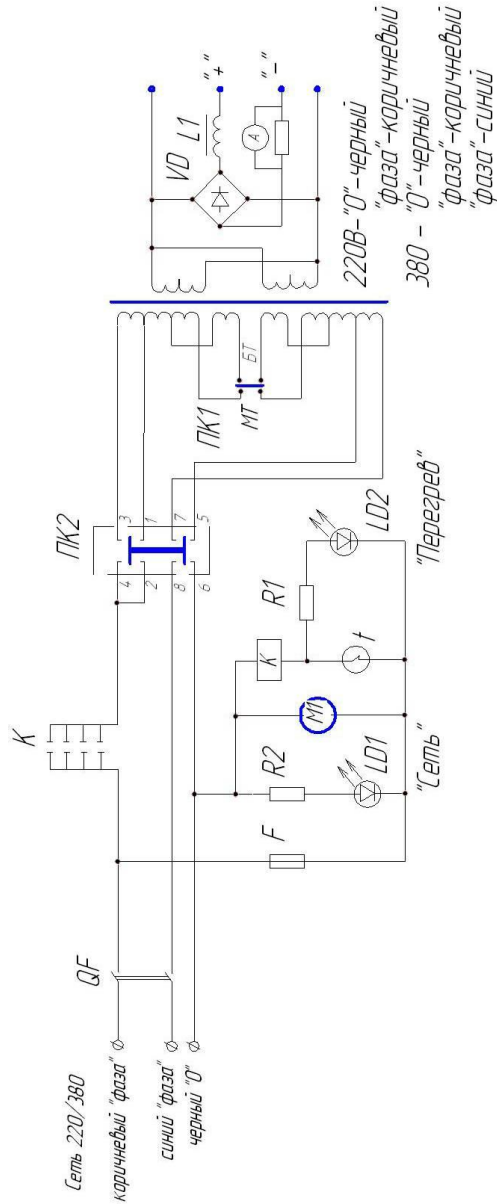 Сеть 220/380
коричневый "фаза"
синий "фаза"
черный "0"
QF
K
ПК2
4
3
2
1
8
7
6
5
F
R2
LD1
"Сеть"
M1
K
t
R1
LD2
"Перегрев"
ПК1
МТ
БТ
VD
L1
"+"
A
"-"
220В- "0"-черный
"фаза"-коричневый
380 - "0"-черный
"фаза"-коричневый
"фаза"-синий